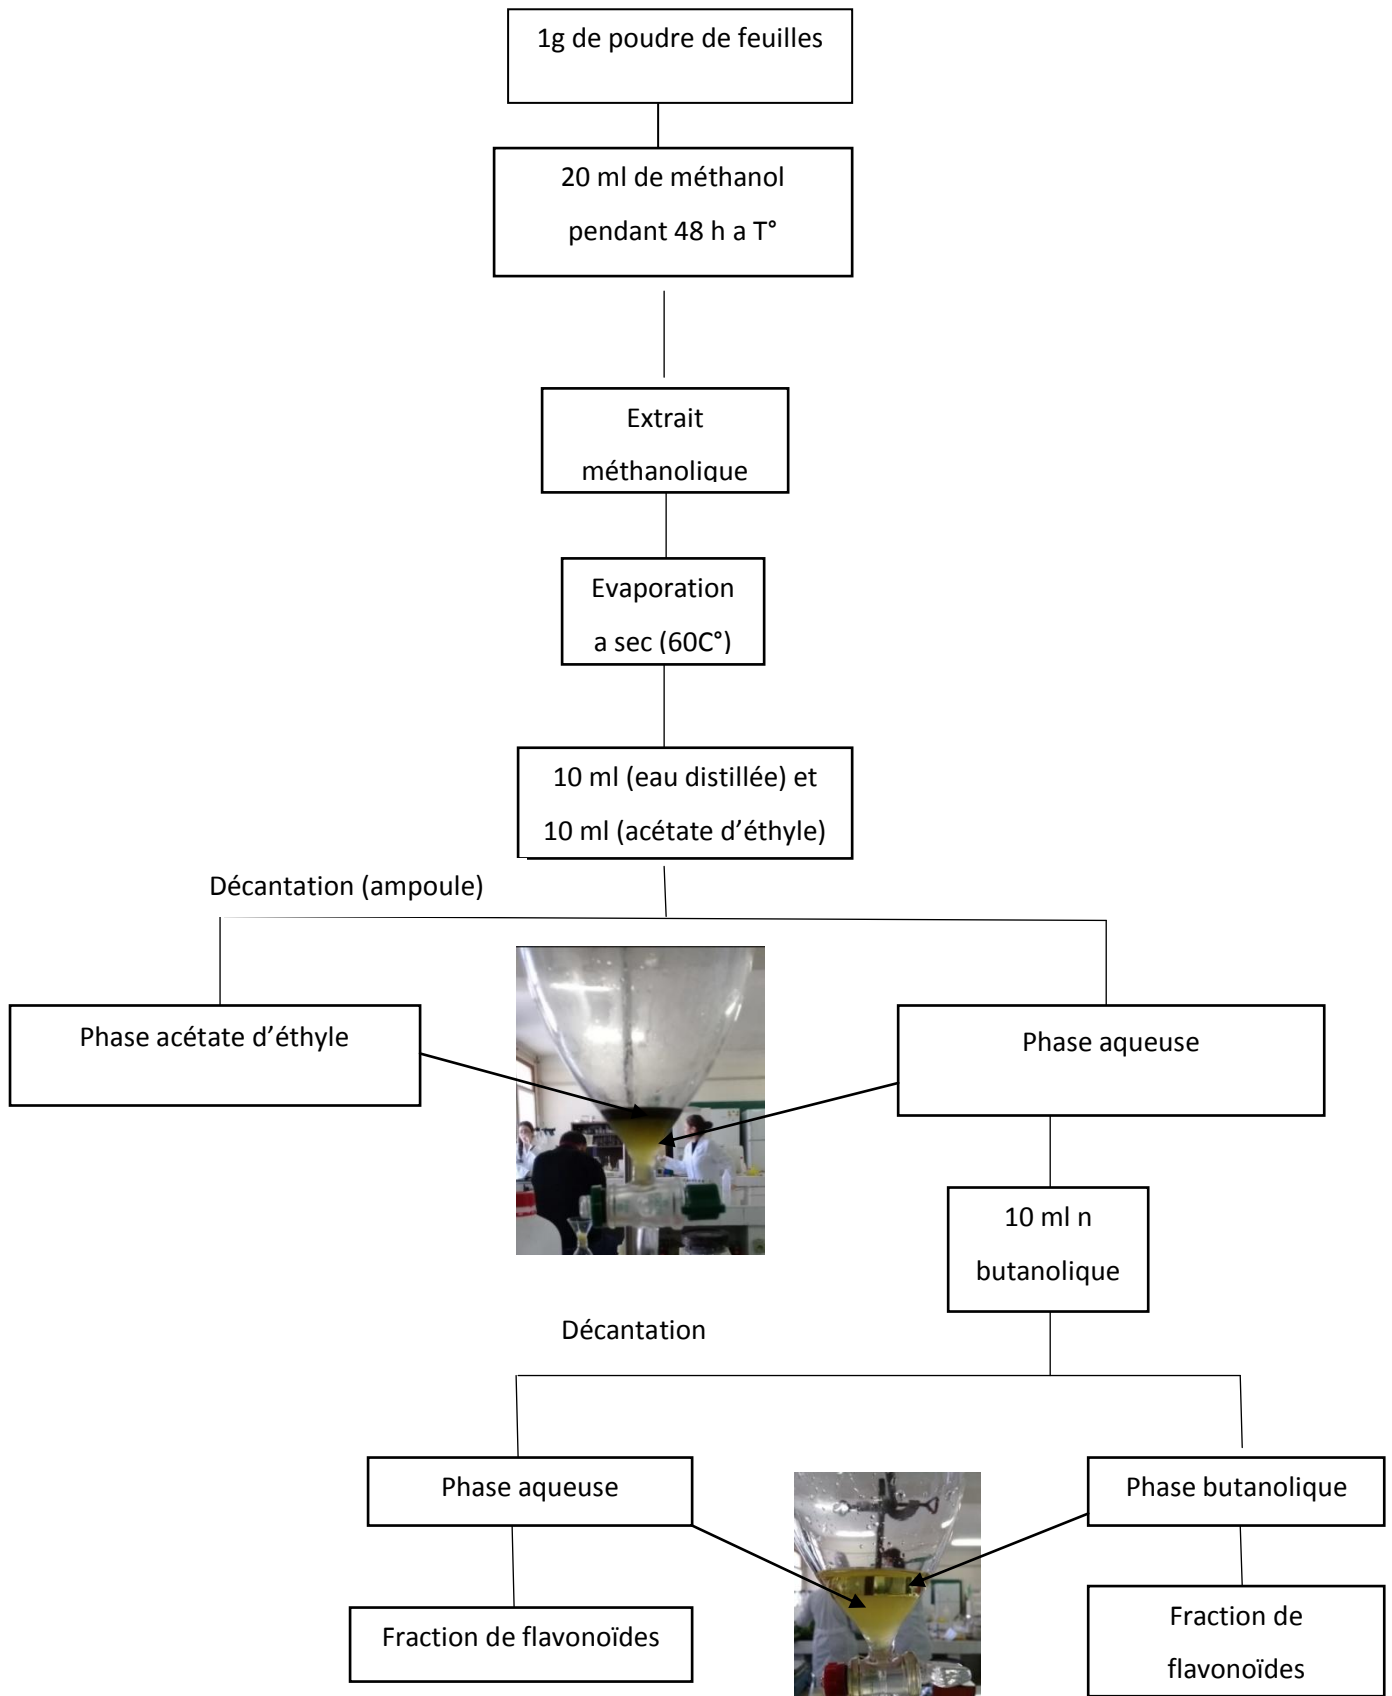 1g de poudre de feuilles
20 ml de méthanol
pendant 48 h a T°
Extrait
méthanolique
Evaporation
a sec (60C°)
10 ml (eau distillée) et
10 ml (acétate d’éthyle)
Décantation (ampoule)
Phase acétate d’éthyle
Phase aqueuse
10 ml n
butanolique
Décantation
Phase aqueuse
Phase butanolique
Fraction de flavonoïdes
Fraction de
flavonoïdes